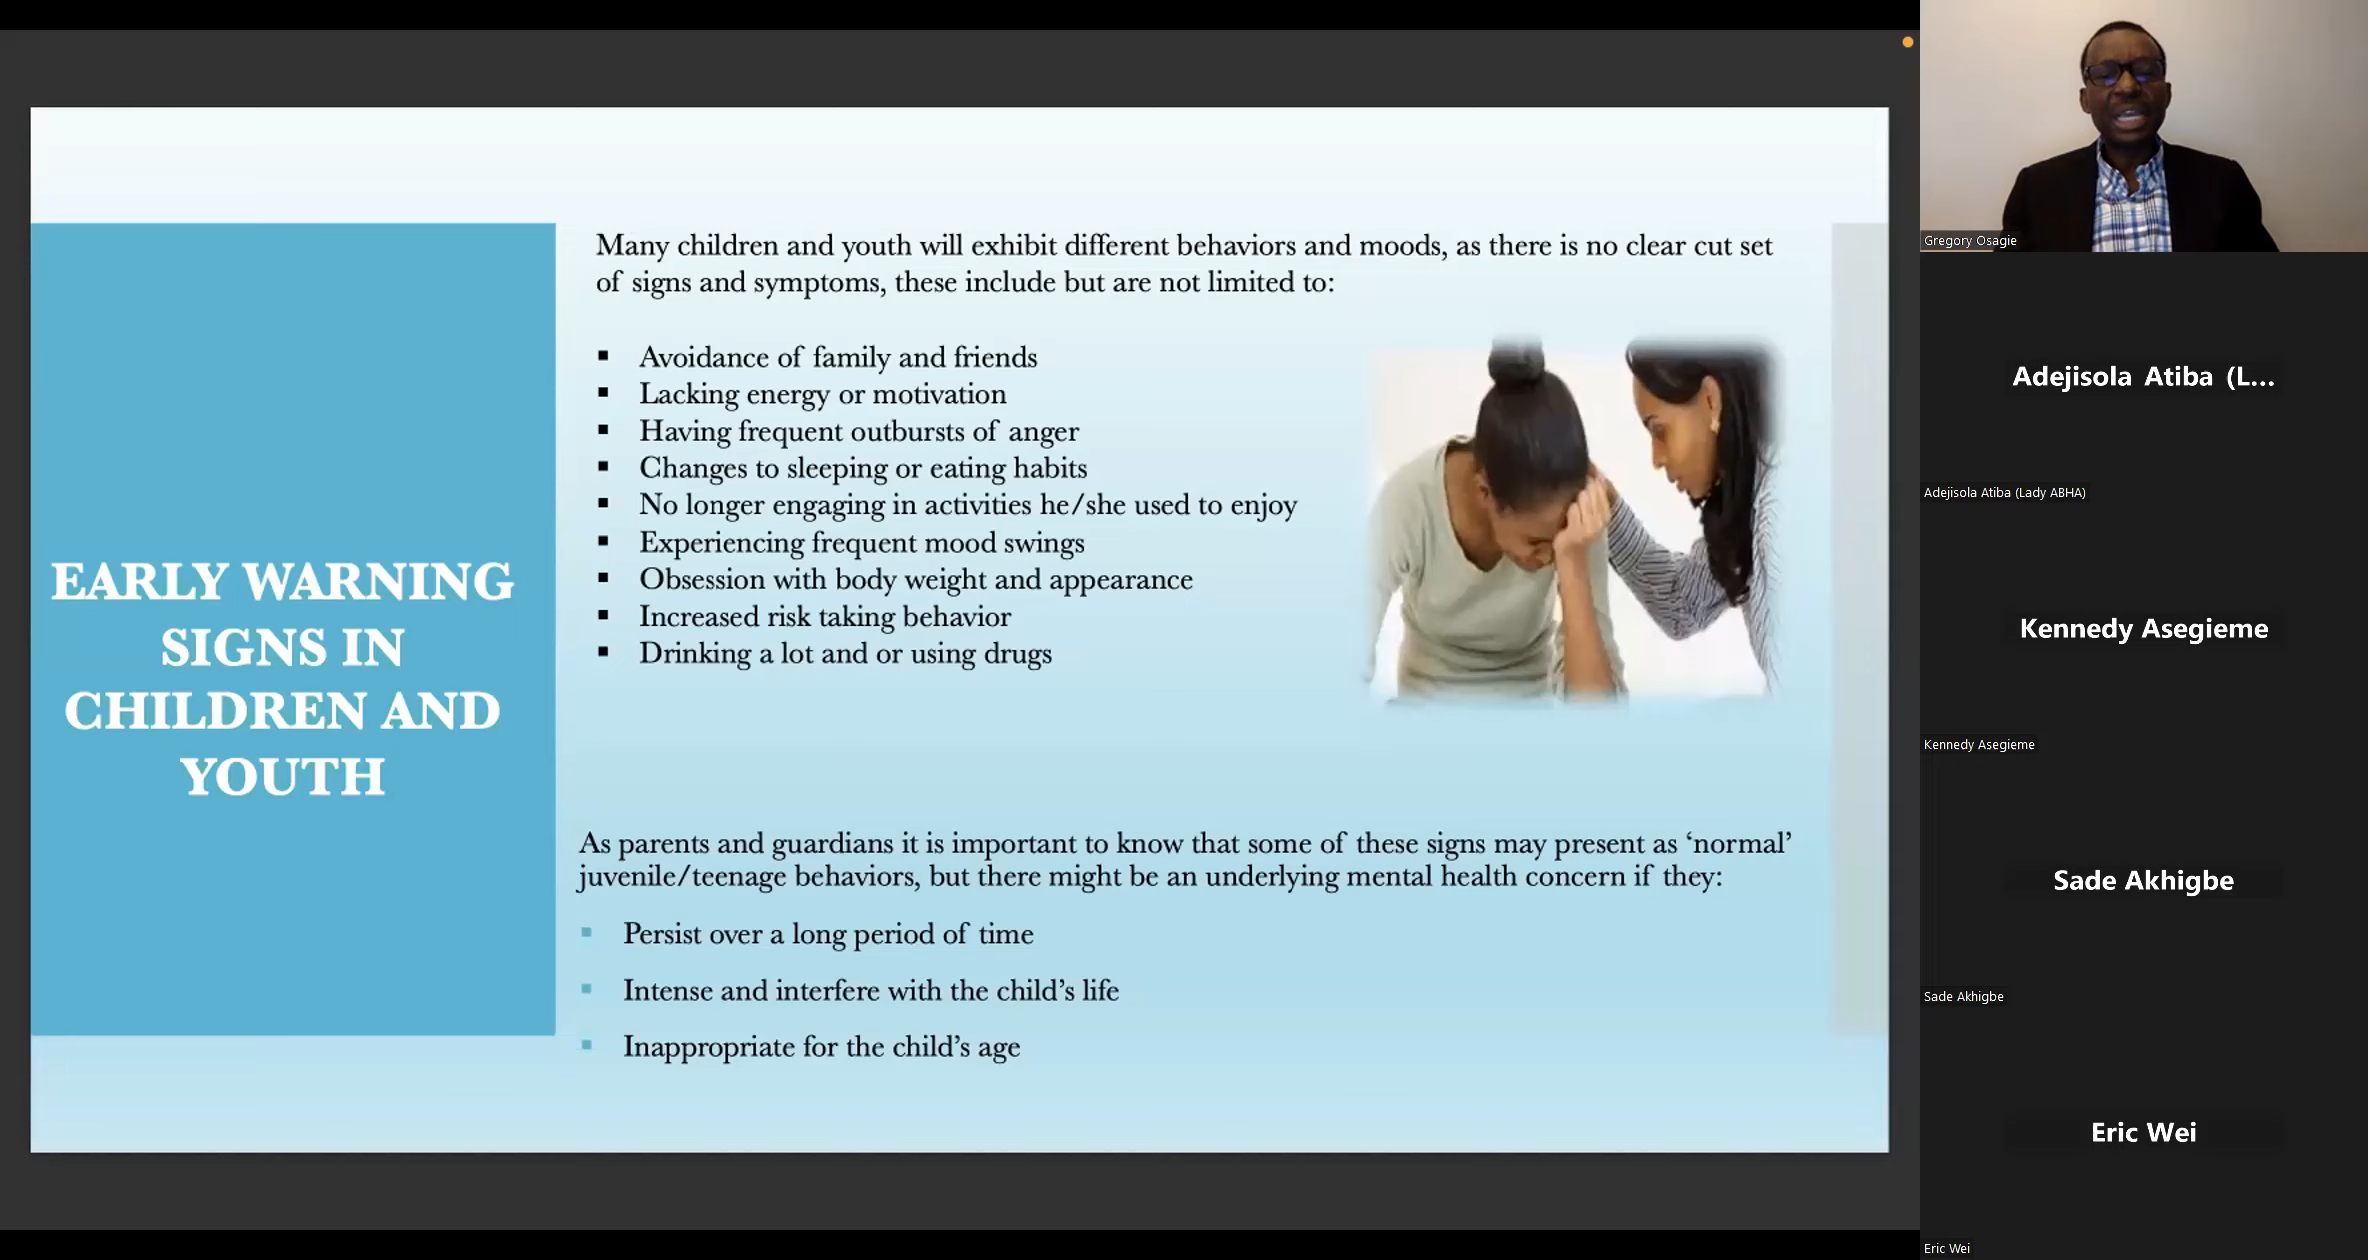 EARLY WARNING
SIGNS IN
CHILDREN AND
YOUTH
Many children and youth will exhibit different behaviors and moods, as there is no clear cut set
of signs and symptoms, these include but are not limited to:
▪ Avoidance of family and friends
▪ Lacking energy or motivation
▪ Having frequent outbursts of anger
▪ Changes to sleeping or eating habits
▪ No longer engaging in activities he/she used to enjoy
▪ Experiencing frequent mood swings
▪ Obsession with body weight and appearance
▪ Increased risk taking behavior
▪ Drinking a lot and or using drugs
As parents and guardians it is important to know that some of these signs may present as ‘normal’
juvenile/teenage behaviors, but there might be an underlying mental health concern if they:
▪ Persist over a long period of time
▪ Intense and interfere with the child’s life
▪ Inappropriate for the child’s age
Gregory Osagie
Adejisola Atiba (L...
Adejisola Atiba (Lady ABHA)
Kennedy Asegieme
Kennedy Asegieme
Sade Akhigbe
Sade Akhigbe
Eric Wei
Eric Wei